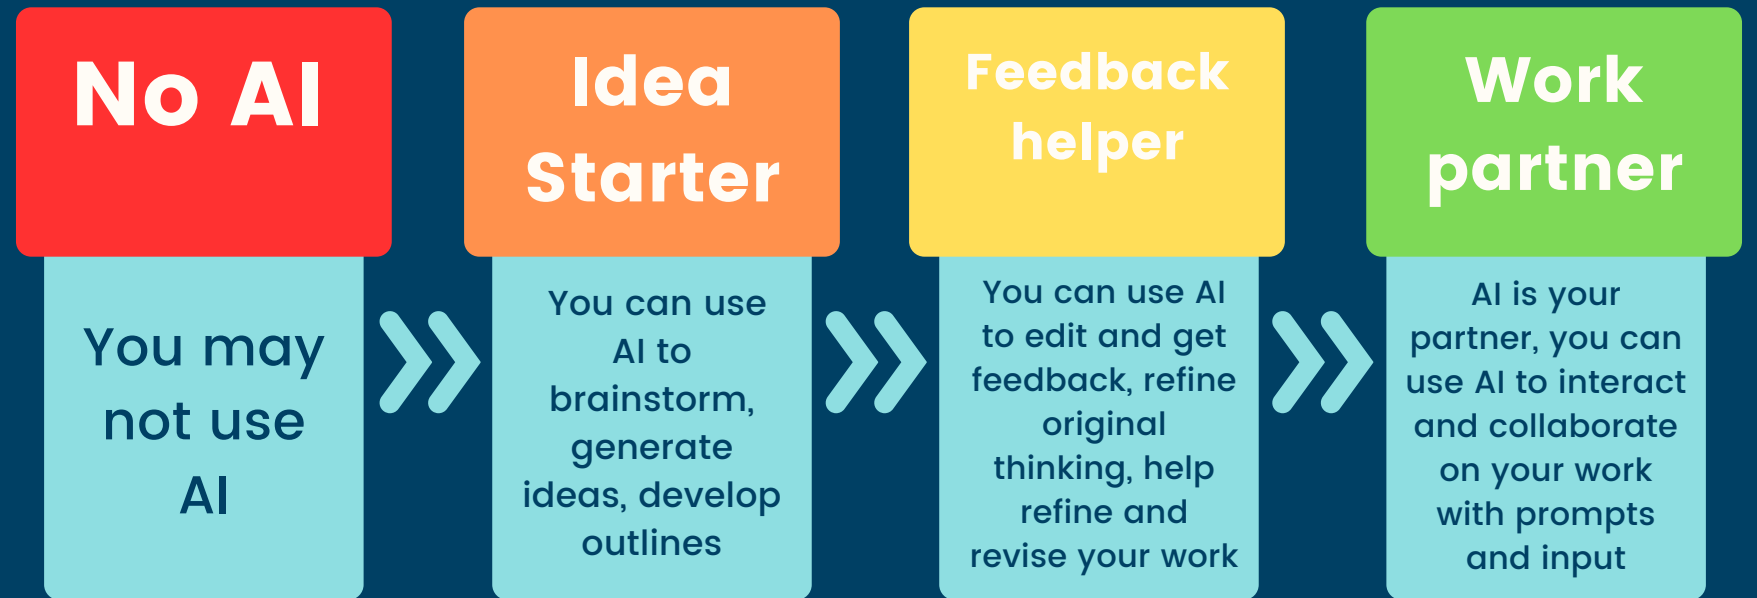 No AI
You may
not use
AI
Idea
Starter
You can use
AI to
brainstorm,
generate
ideas, develop
outlines
Feedback
helper
You can use AI
to edit and get
feedback, refine
original
thinking, help
refine and
revise your work
Work
partner
AI is your
partner, you can
use AI to interact
and collaborate
on your work
with prompts
and input